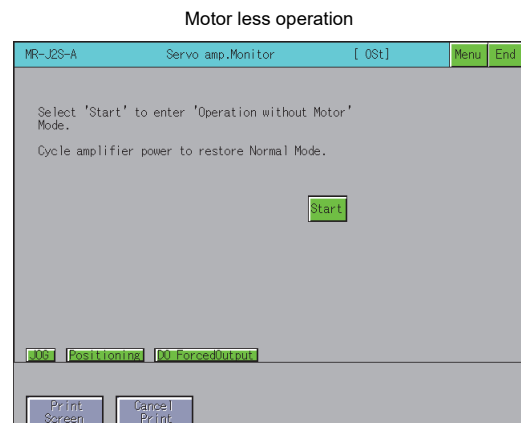 Motor less operation
MR-J2S-A Servo amp.Monitor [ OSt] Menu End
Select 'Start' to enter 'Operation without Motor'
Mode.
Cycle amplifier power to restore Normal Mode.
Start
JOG Positioning DO ForcedOutput
Print Cancel
Screen Print